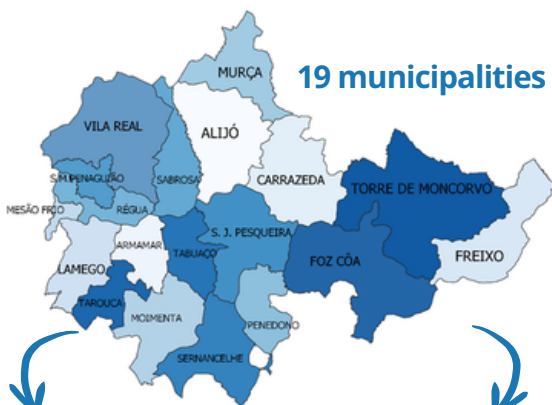 MURÇA
19 municipalities
VILA REAL
ALIJÓ
S.M.PENAGUIÃO
SABROSA
CARRAZEDA
TORRE DE MONCORVO
MESÃO FRIO
RÉGUA
S. J. PESQUEIRA
ARMAMAR
TABUAÇO
FOZ CÔA
FREIXO
LAMEGO
TAROUCA
MOIMENTA
PENEDONO
SERNANCELHE